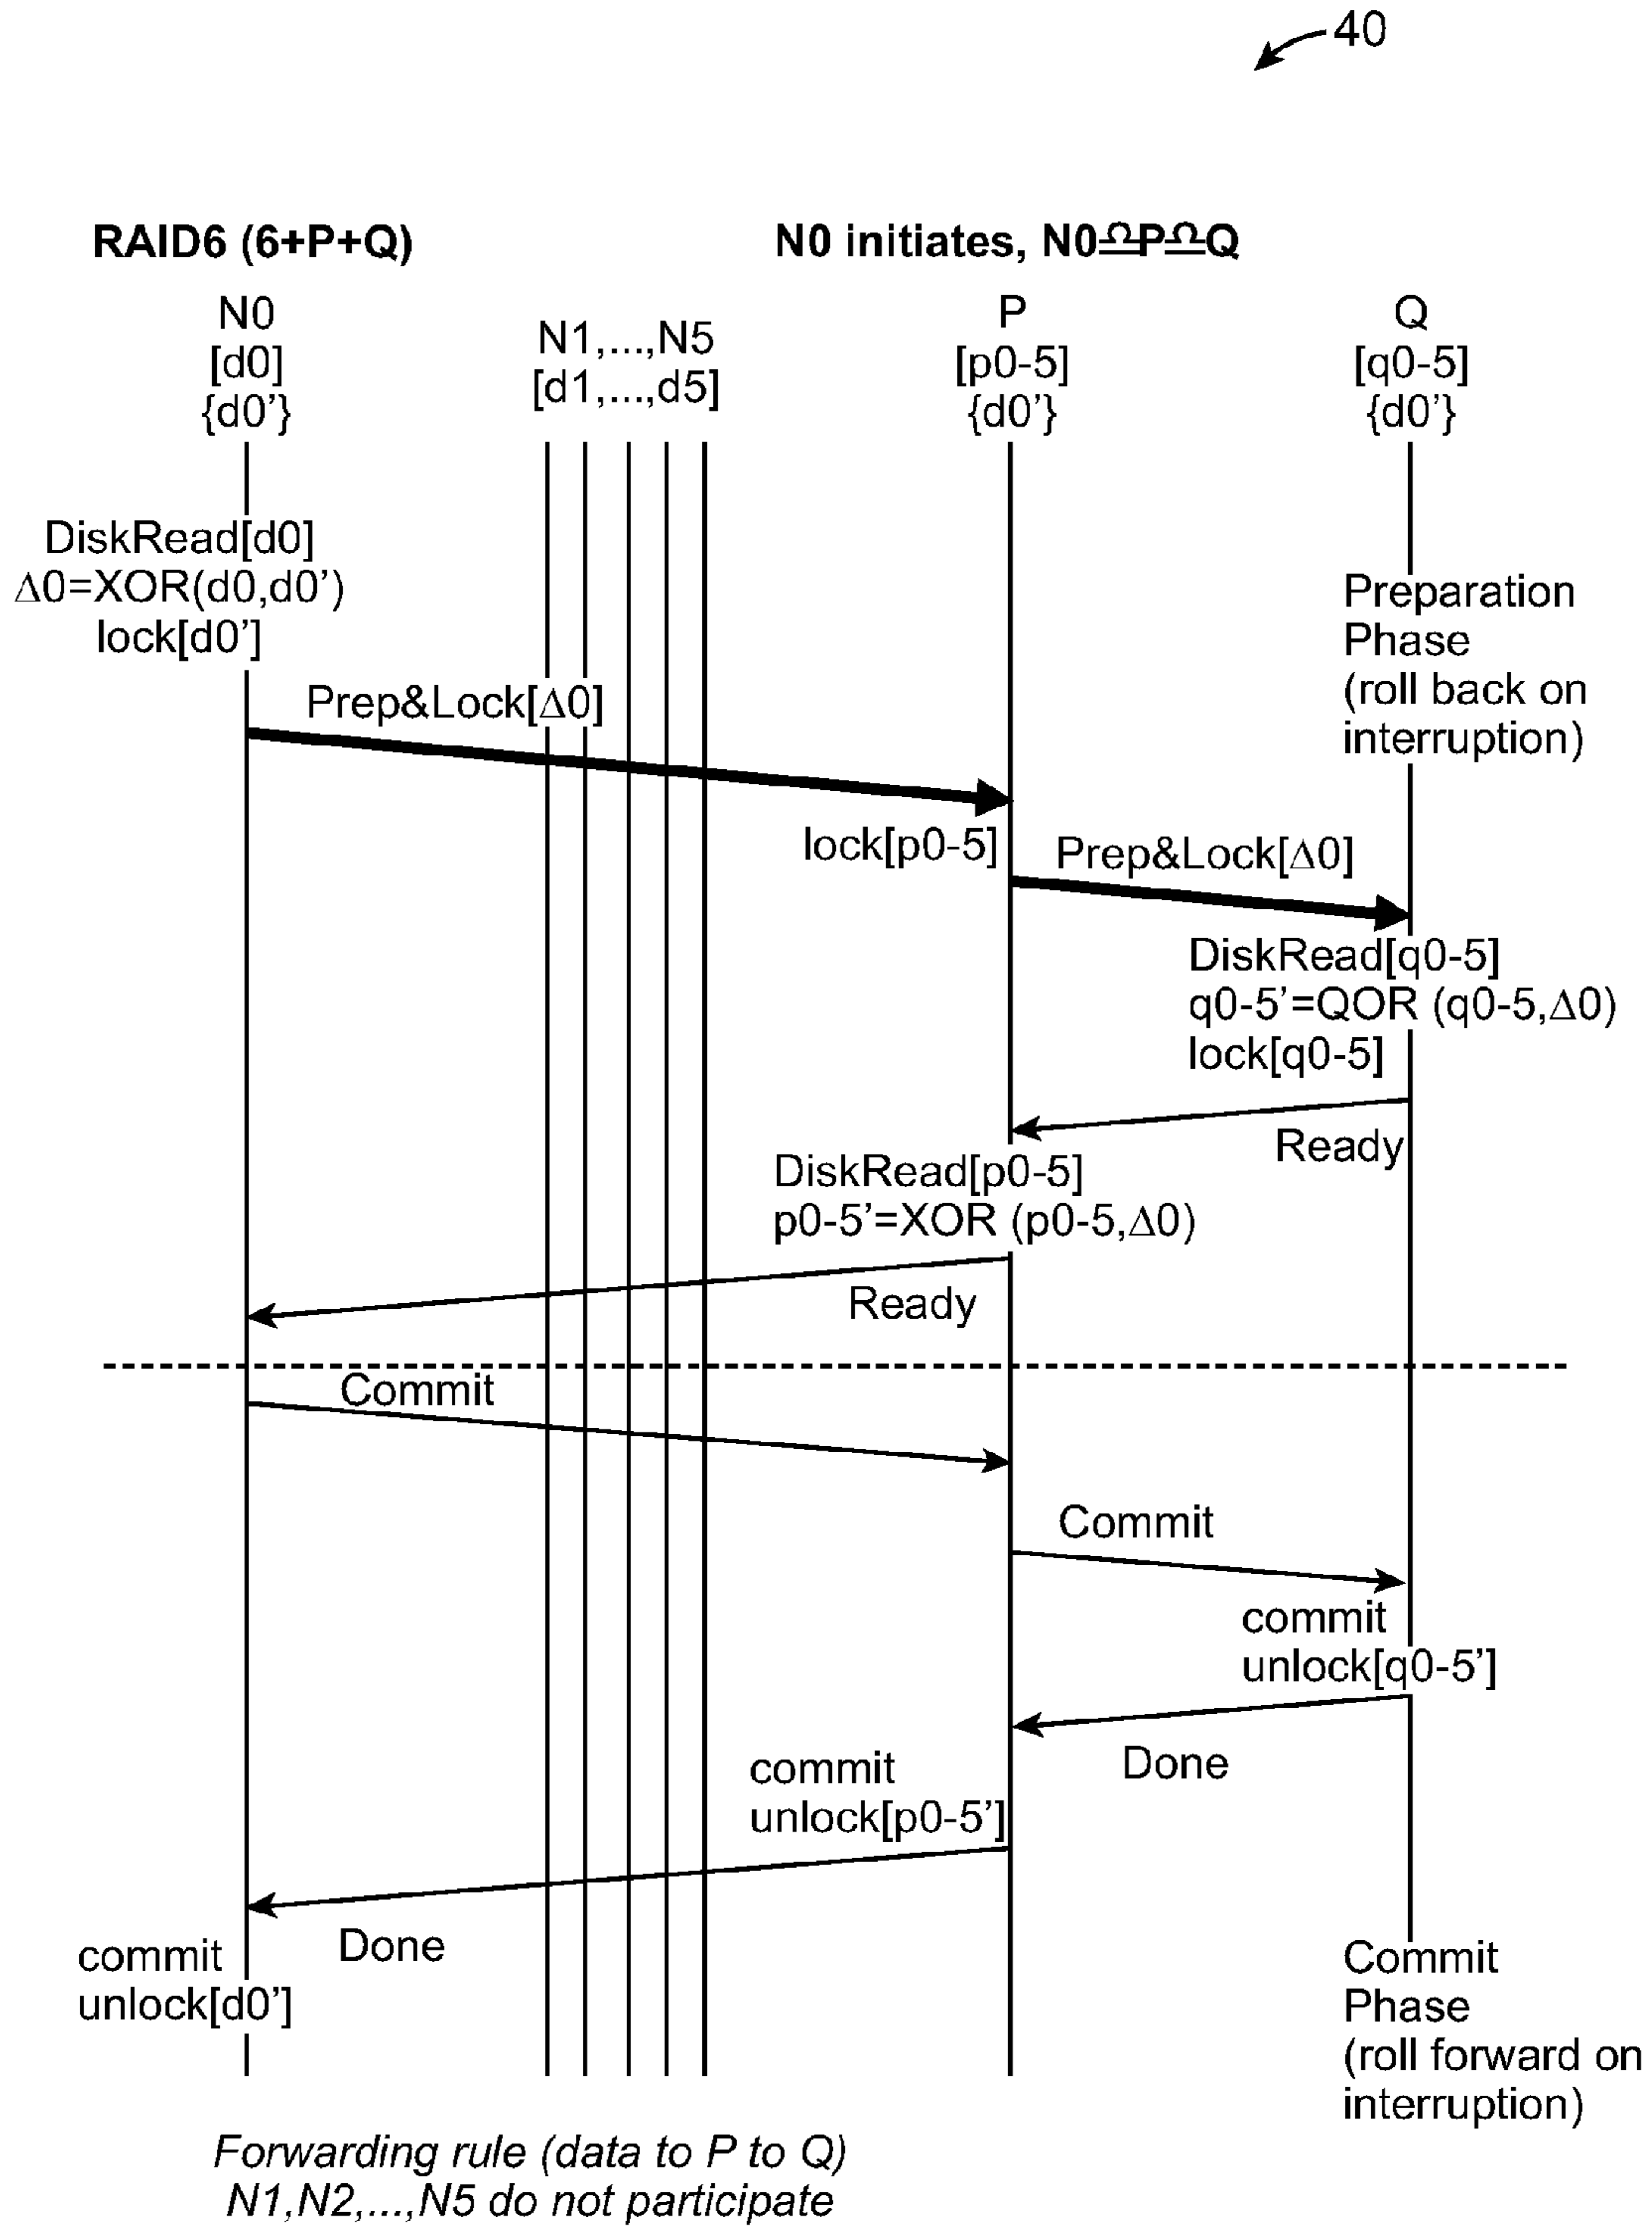 40
RAID6 (6+P+Q)
N0 initiates, N0♎P♎Q
N0
[d0]
{d0'}
N1,...,N5
[d1,...,d5]
P
[p0-5]
{d0'}
Q
[q0-5]
{d0'}
DiskRead[d0]
Δ0=XOR(d0,d0')
lock[d0']
Preparation
Phase
(roll back on
interruption)
Prep&Lock[Δ0]
lock[p0-5]
Prep&Lock[Δ0]
DiskRead[q0-5]
q0-5'=QOR (q0-5,Δ0)
lock[q0-5]
Ready
DiskRead[p0-5]
p0-5'=XOR (p0-5,Δ0)
Ready
Commit
Commit
commit
unlock[q0-5']
Done
commit
unlock[p0-5']
Done
commit
unlock[d0']
Commit
Phase
(roll forward on
interruption)
Forwarding rule (data to P to Q)
N1,N2,...,N5 do not participate